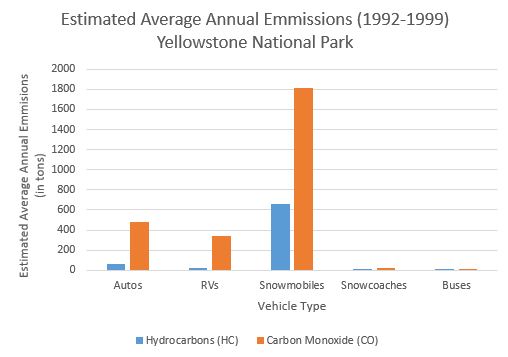 Estimated Average Annual Emmissions (1992-1999)
Yellowstone National Park
Estimated Average Annual Emmisions
(in tons)
2000
1800
1600
1400
1200
1000
800
600
400
200
0
Autos
RVs
Snowmobiles
Snowcoaches
Buses
Vehicle Type
Hydrocarbons (HC)
Carbon Monoxide (CO)